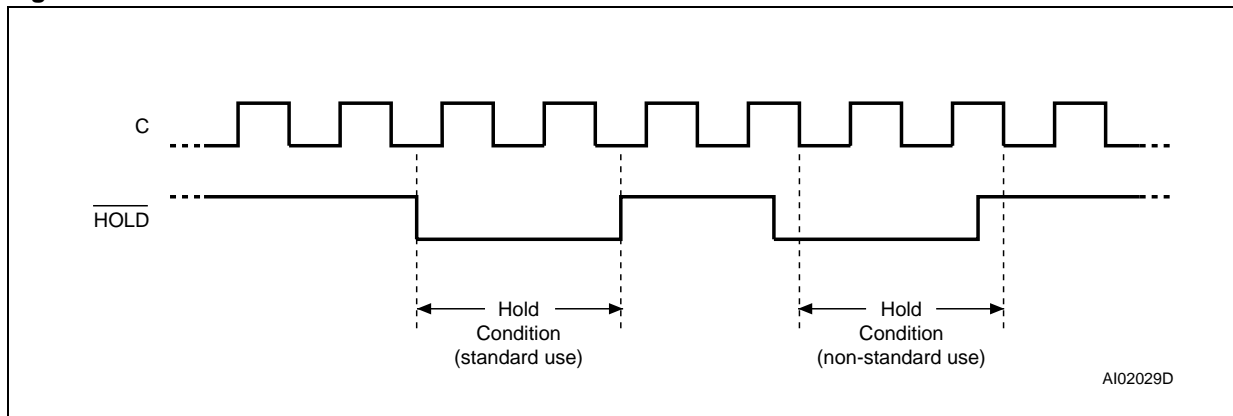 C
HOLD
Hold
Condition
(standard use)
Hold
Condition
(non-standard use)
AI02029D